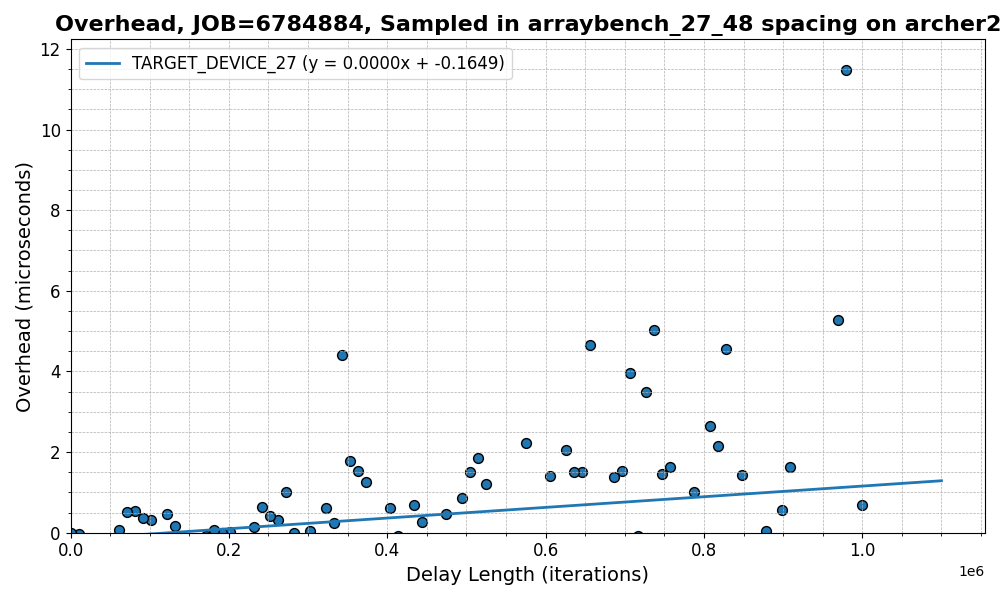 Overhead, JOB=6784884, Sampled in arraybench_27_48 spacing on archer2
TARGET_DEVICE_27 (y = 0.0000x + -0.1649)
Overhead (microseconds)
12
10
8
6
4
2
0
0.0 0.2 0.4 0.6 0.8 1.0
1e6
Delay Length (iterations)